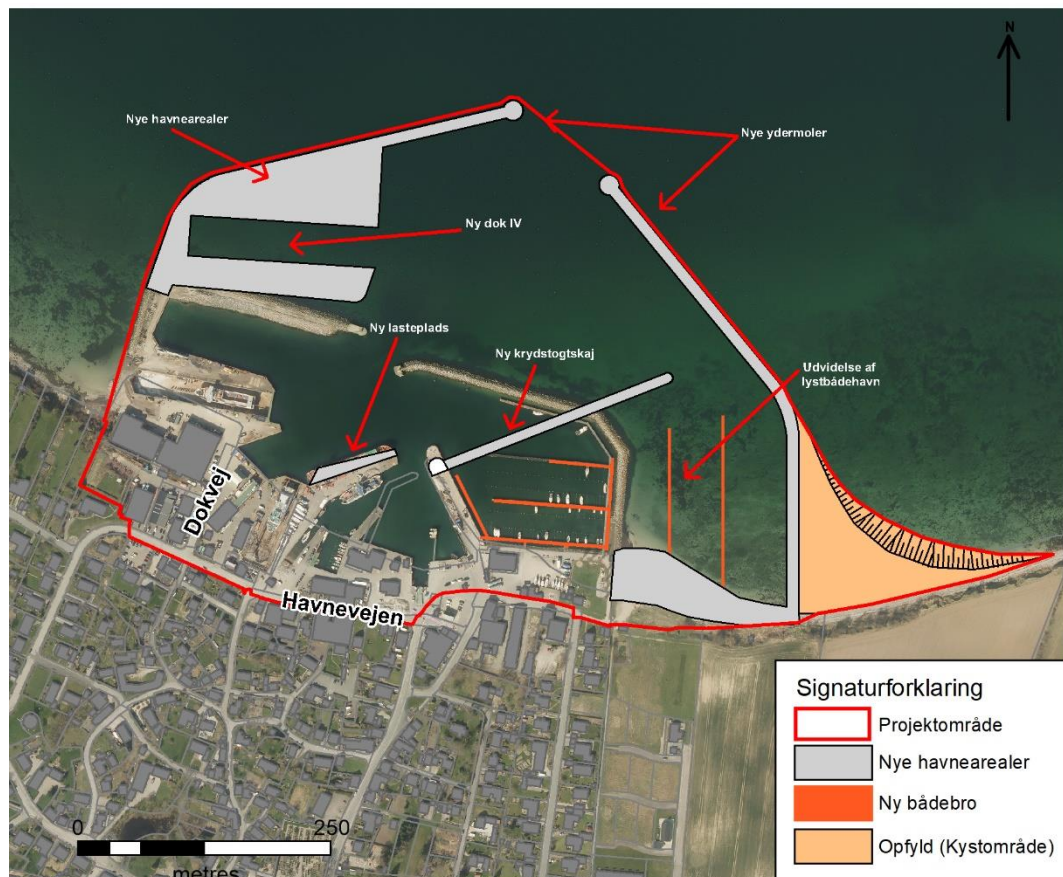 N
Nye havnearealer
Nye ydermoler
Ny dok IV
Ny lasteplads
Ny krydstogtskaj
Udvidelse af
lystbådehavn
Dokvej
Havnevejen
0
250
metres
Signaturforklaring
Projektområde
Nye havnearealer
Ny bådebro
Opfyld (Kystområde)